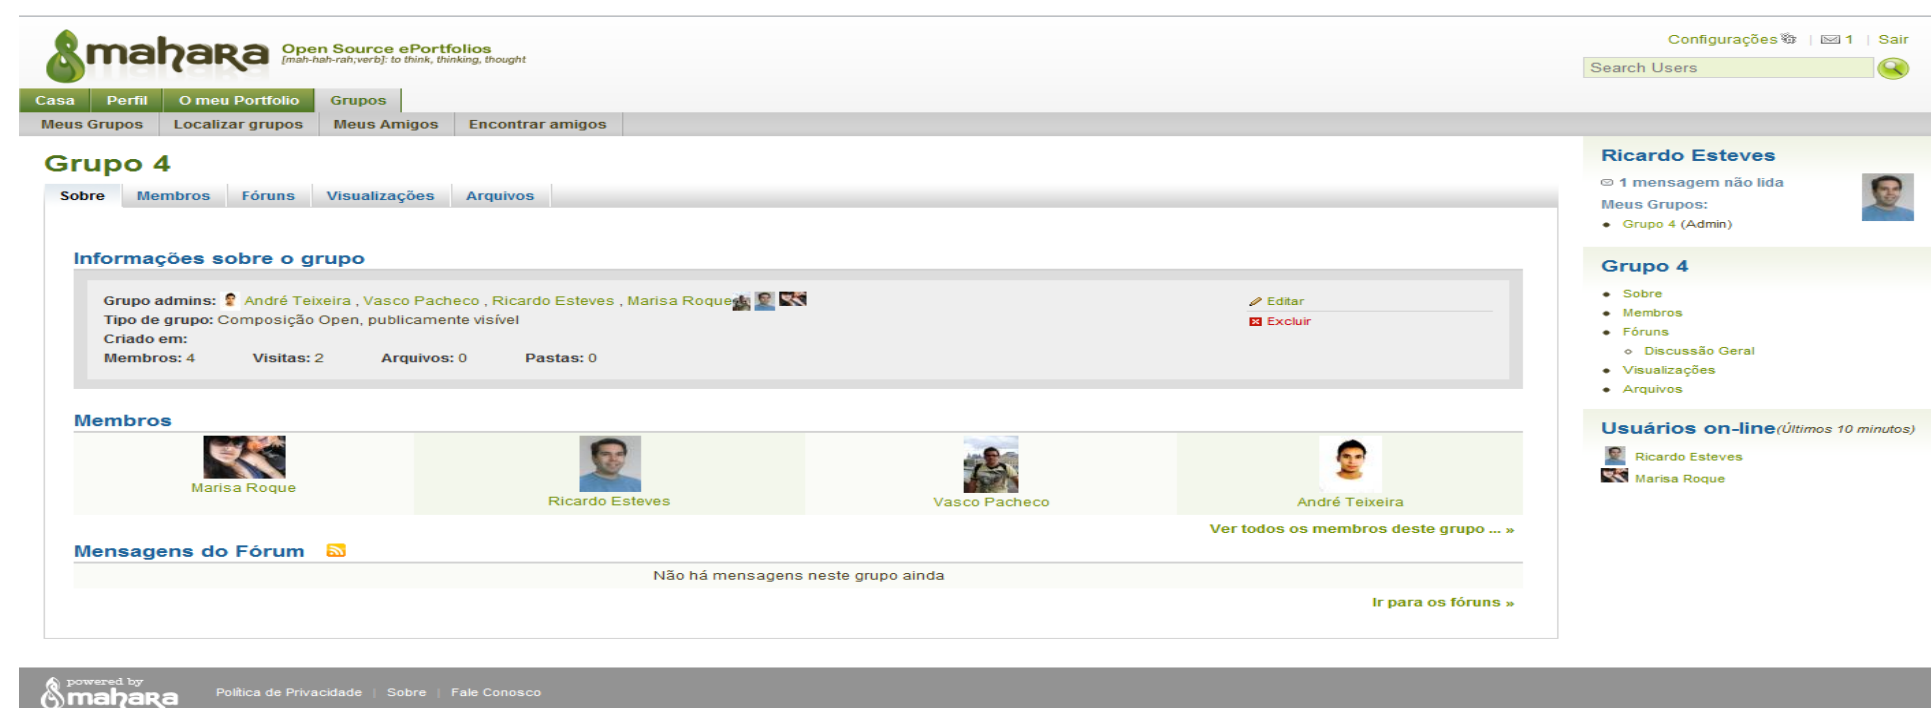 mahara Open Source ePortfolios
[mah-hah-rah;verb]: to think, thinking, thought
Configurações | 1 | Sair
Search Users
Casa Perfil O meu Portfolio Grupos
Meus Grupos Localizar grupos Meus Amigos Encontrar amigos
Grupo 4
Sobre Membros Fóruns Visualizações Arquivos
Informações sobre o grupo
Grupo admins: André Teixeira , Vasco Pacheco , Ricardo Esteves , Marisa Roque
Tipo de grupo: Composição Open, publicamente visível
Criado em:
Membros: 4 Visitas: 2 Arquivos: 0 Pastas: 0
Editar
Excluir
Membros
Marisa Roque
Ricardo Esteves
Vasco Pacheco
André Teixeira
Ver todos os membros deste grupo ... »
Mensagens do Fórum
Não há mensagens neste grupo ainda
Ir para os fóruns »
Ricardo Esteves
1 mensagem não lida
Meus Grupos:
Grupo 4 (Admin)
Grupo 4
Sobre
Membros
Fóruns
Discussão Geral
Visualizações
Arquivos
Usuários on-line (Últimos 10 minutos)
Ricardo Esteves
Marisa Roque
powered by
mahara
Política de Privacidade | Sobre | Fale Conosco